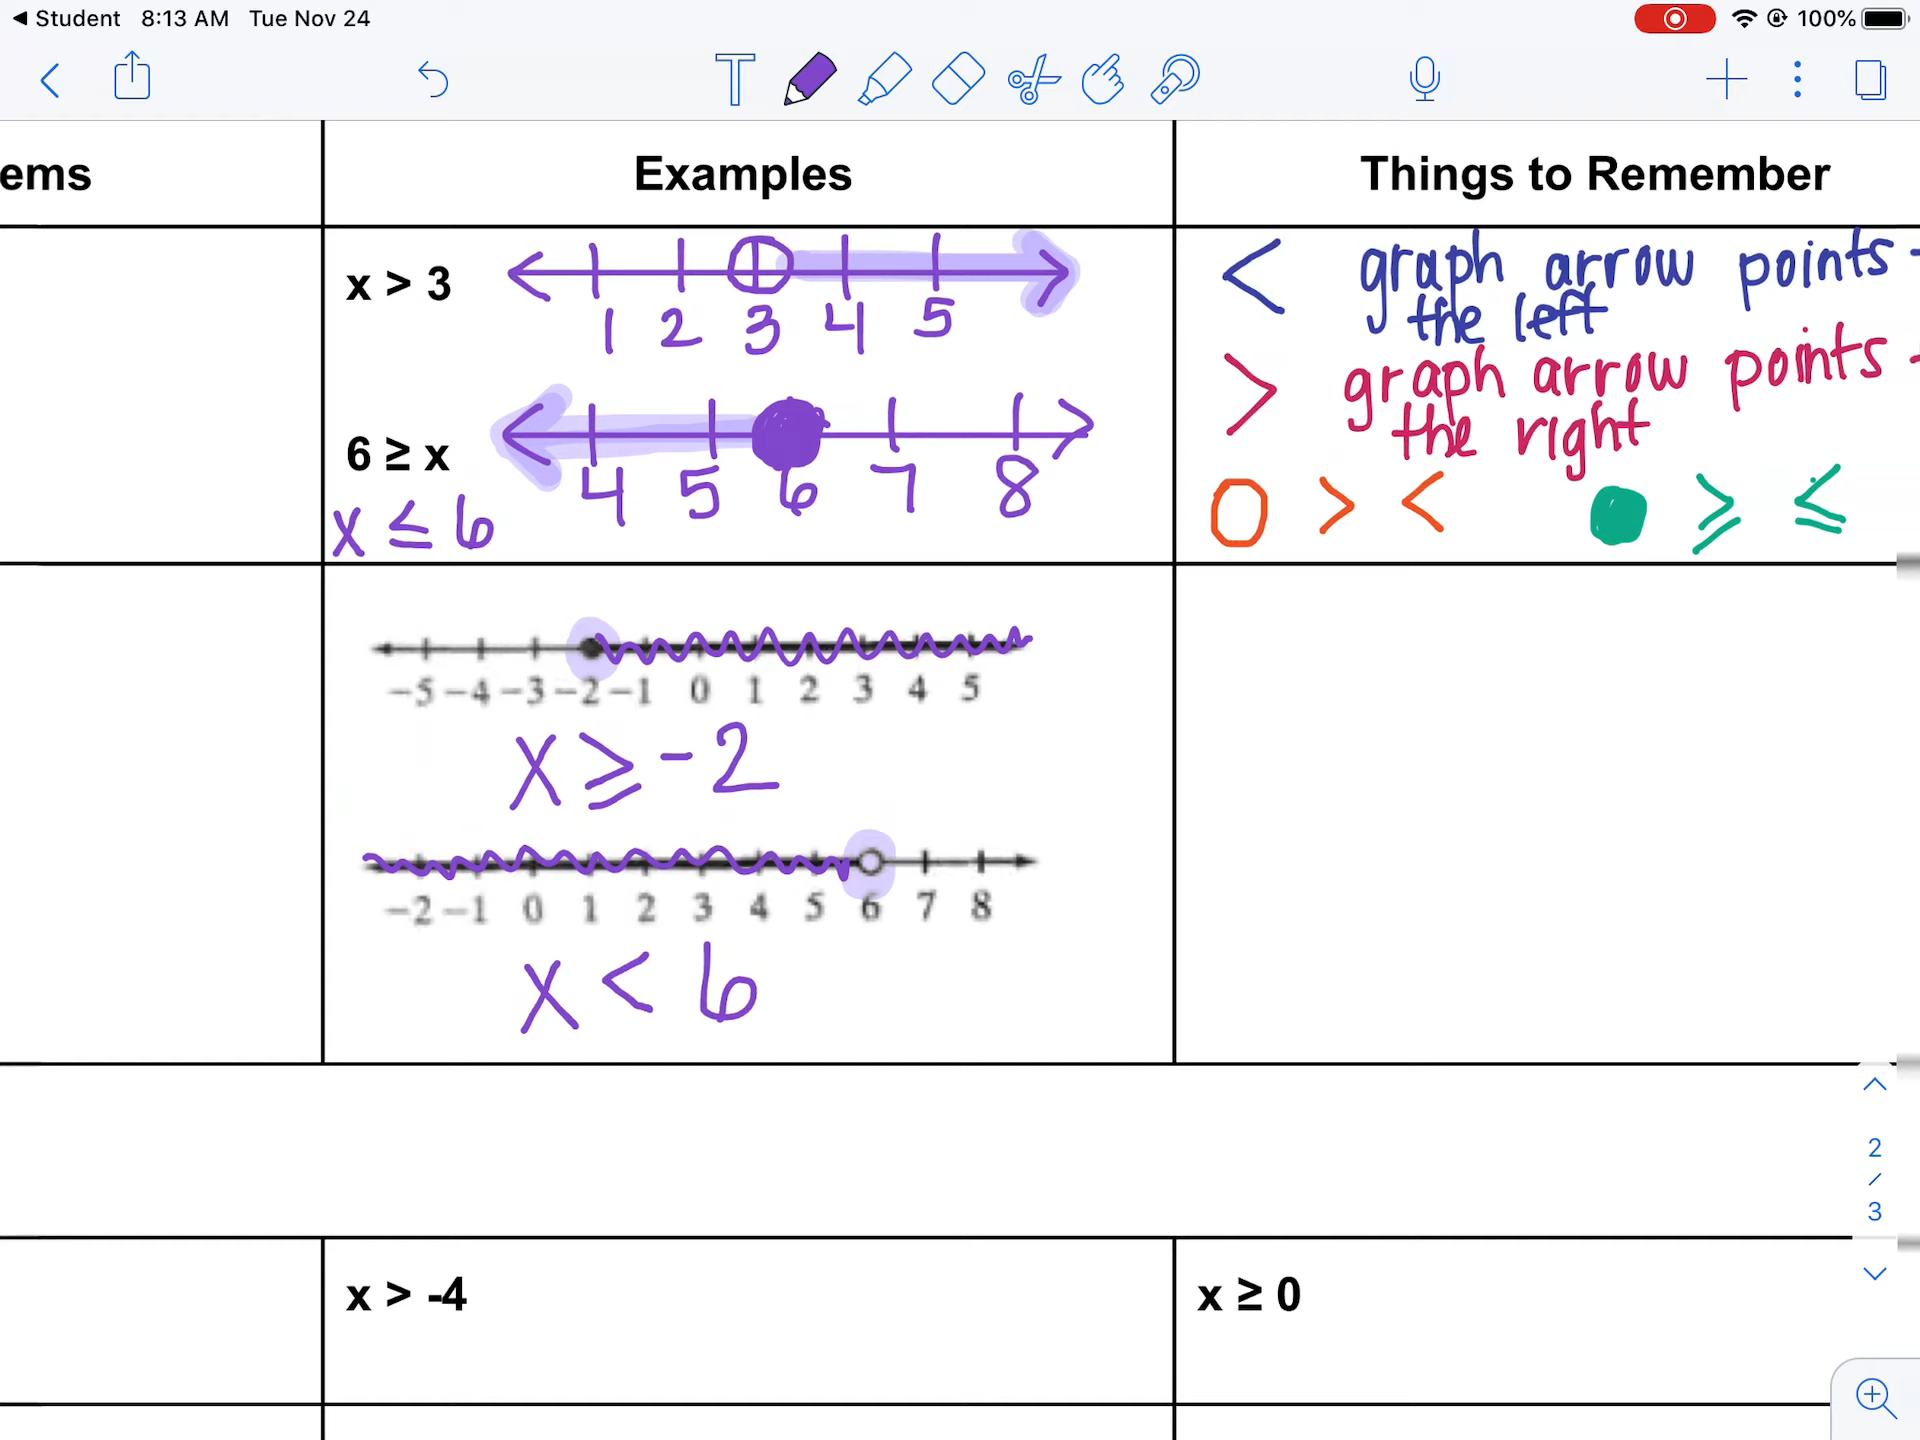 Student 8:13 AM Tue Nov 24 100%
ems Examples Things to Remember
x > 3
1 2 3 4 5
< graph arrow points
the left
> graph arrow points
the right
6 ≥ x
4 5 6 7 8
x ≤ 6
O > < ● ≥ ≤
-5 -4 -3 -2 -1 0 1 2 3 4 5
x ≥ -2
-2 -1 0 1 2 3 4 5 6 7 8
x < 6
2
/
3
x > -4 x ≥ 0